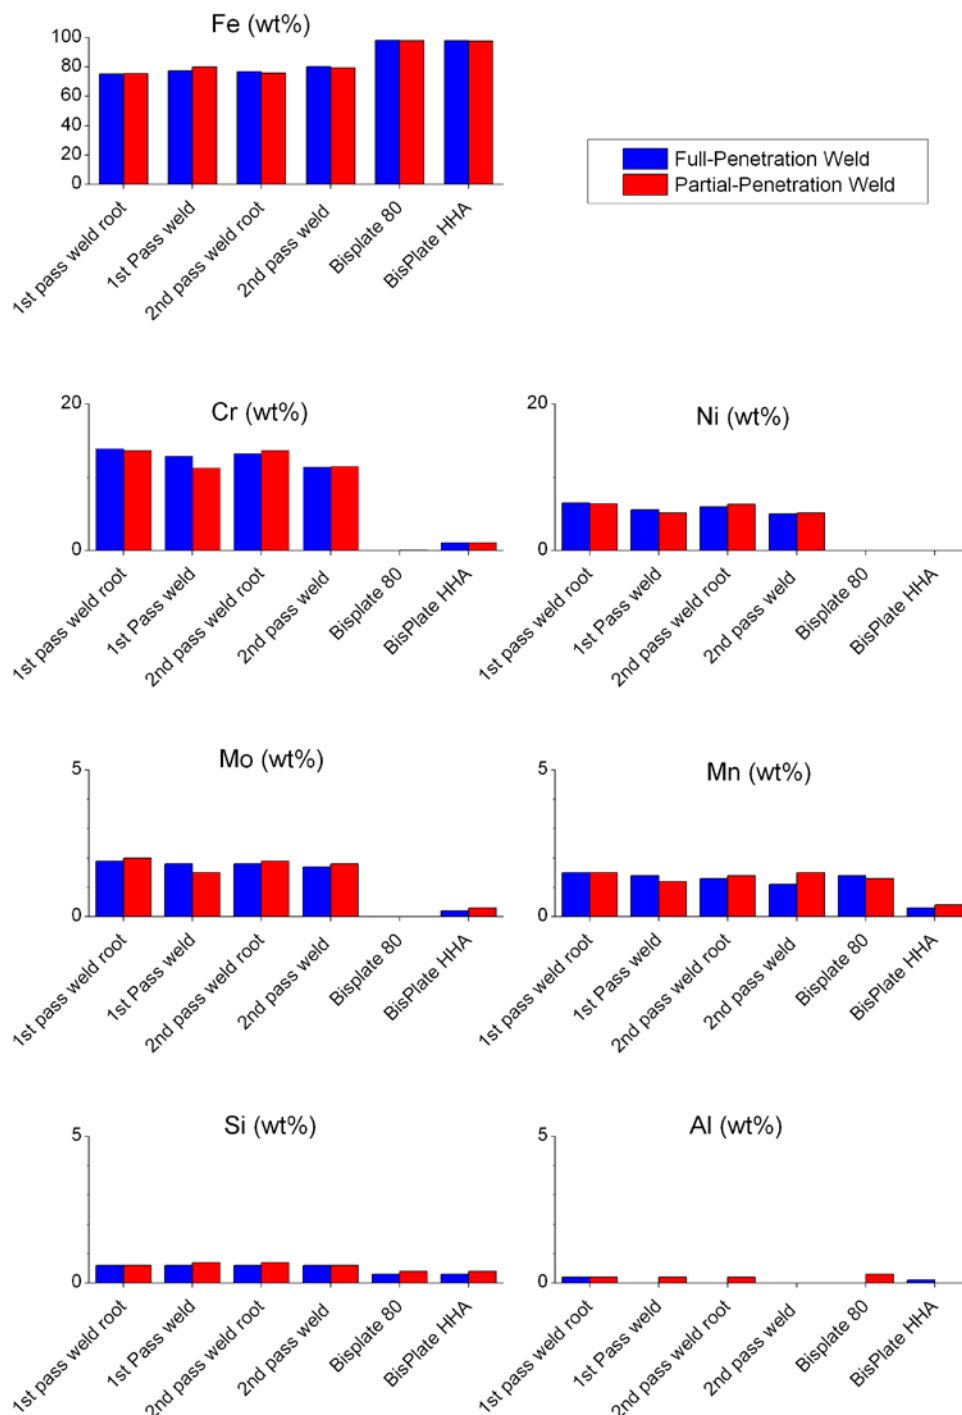 Fe (wt%)
100
80
60
40
20
0
1st pass weld root
1st Pass weld
2nd pass weld root
2nd pass weld
Bisplate 80
BisPlate HHA
Full-Penetration Weld
Partial-Penetration Weld
Cr (wt%)
20
0
1st pass weld root
1st Pass weld
2nd pass weld root
2nd pass weld
Bisplate 80
BisPlate HHA
Ni (wt%)
20
0
1st pass weld root
1st Pass weld
2nd pass weld root
2nd pass weld
Bisplate 80
BisPlate HHA
Mo (wt%)
5
0
1st pass weld root
1st Pass weld
2nd pass weld root
2nd pass weld
Bisplate 80
BisPlate HHA
Mn (wt%)
5
0
1st pass weld root
1st Pass weld
2nd pass weld root
2nd pass weld
Bisplate 80
BisPlate HHA
Si (wt%)
5
0
1st pass weld root
1st Pass weld
2nd pass weld root
2nd pass weld
Bisplate 80
BisPlate HHA
Al (wt%)
5
0
1st pass weld root
1st Pass weld
2nd pass weld root
2nd pass weld
Bisplate 80
BisPlate HHA